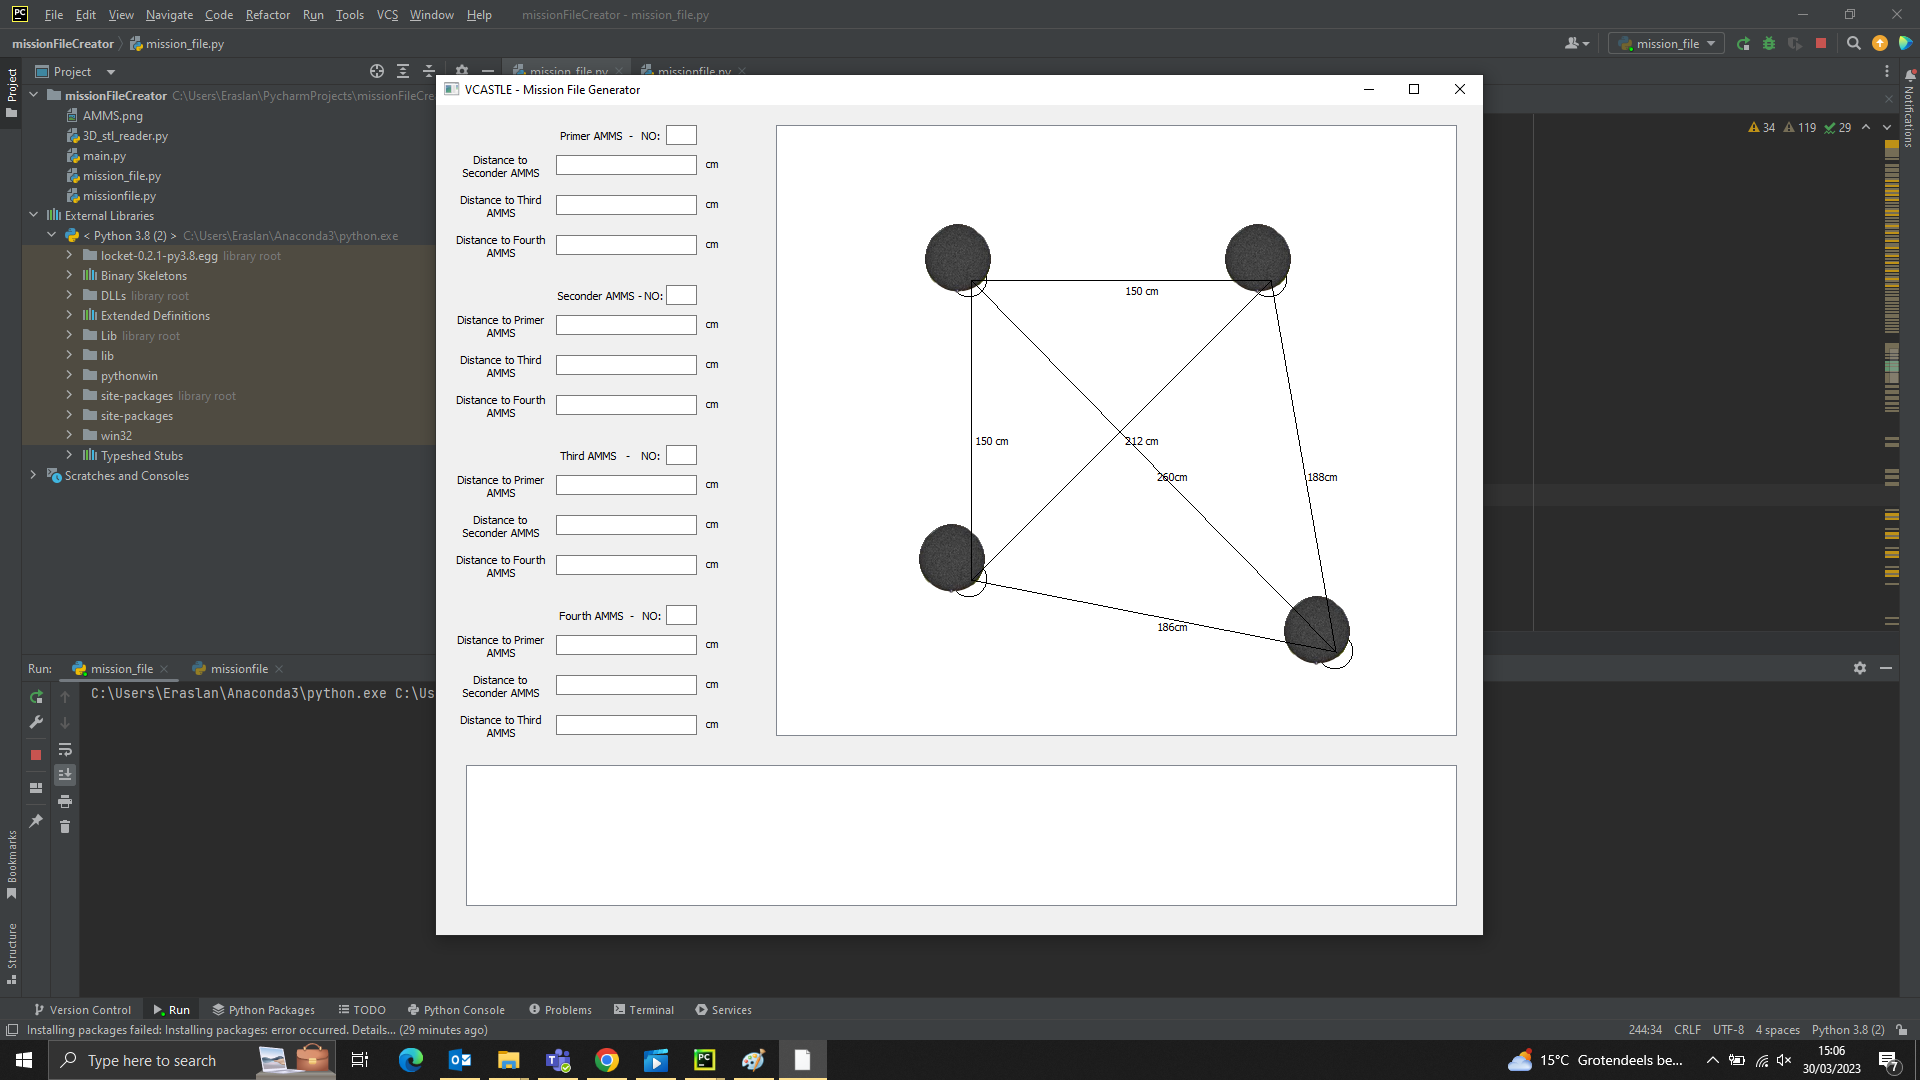 PC File Edit View Navigate Code Refactor Run Tools VCS Window Help missionFileCreator - mission_file.py
missionFileCreator mission_file.py
mission_file
Project
Project
mission_file.py missionfile.py
missionFileCreator C:\Users\Eraslan\PycharmProjects\missionFileCre
AMMS.png
3D_stl_reader.py
main.py
mission_file.py
missionfile.py
External Libraries
< Python 3.8 (2) > C:\Users\Eraslan\Anaconda3\python.exe
locket-0.2.1-py3.8.egg library root
Binary Skeletons
DLLs library root
Extended Definitions
Lib library root
lib
pythonwin
site-packages library root
site-packages
win32
Typeshed Stubs
Scratches and Consoles
34 119 29
Notifications
VCASTLE - Mission File Generator
Primer AMMS - NO:
Distance to
Seconder AMMS
cm
Distance to Third
AMMS
cm
Distance to Fourth
AMMS
cm
Seconder AMMS - NO:
Distance to Primer
AMMS
cm
Distance to Third
AMMS
cm
Distance to Fourth
AMMS
cm
Third AMMS - NO:
Distance to Primer
AMMS
cm
Distance to
Seconder AMMS
cm
Distance to Fourth
AMMS
cm
Fourth AMMS - NO:
Distance to Primer
AMMS
cm
Distance to
Seconder AMMS
cm
Distance to Third
AMMS
cm
150 cm
150 cm
212 cm
260cm
188cm
186cm
Run: mission_file missionfile
C:\Users\Eraslan\Anaconda3\python.exe C:\Us
Bookmarks
Structure
Version Control Run Python Packages TODO Python Console Problems Terminal Services
Installing packages failed: Installing packages: error occurred. Details... (29 minutes ago)
244:34 CRLF UTF-8 4 spaces Python 3.8 (2)
Type here to search
15°C Grotendeels be...
15:06
30/03/2023
7